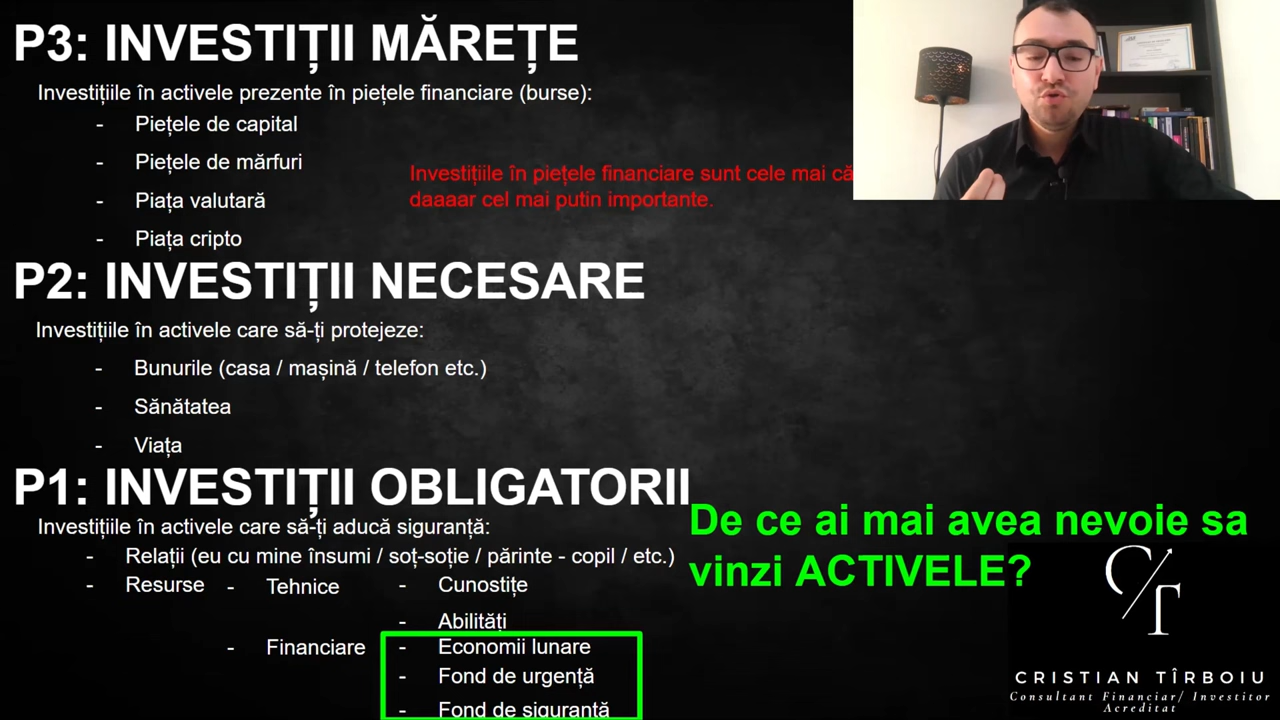 P3: INVESTIȚII MĂREȚE
Investițiile în activele prezente în piețele financiare (burse):
- Piețele de capital
- Piețele de mărfuri
- Piața valutară
- Piața cripto
Investițiile în piețele financiare sunt cele mai că
daaaar cel mai putin importante.
P2: INVESTIȚII NECESARE
Investițiile în activele care să-ți protejeze:
- Bunurile (casa / mașină / telefon etc.)
- Sănătatea
- Viața
P1: INVESTIȚII OBLIGATORII
Investițiile în activele care să-ți aducă siguranță:
- Relații (eu cu mine însumi / soț-soție / părinte - copil / etc.)
- Resurse - Tehnice - Cunostițe
- Abilități
- Financiare - Economii lunare
- Fond de urgență
- Fond de siguranță
De ce ai mai avea nevoie sa
vinzi ACTIVELE?
CT
CRISTIAN TÎRBOIU
Consultant Financiar/ Investitor
Acreditat